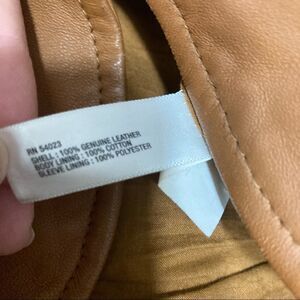 RN 54023
SHELL: 100% GENUINE LEATHER
BODY LINING: 100% COTTON
SLEEVE LINING: 100% POLYESTER